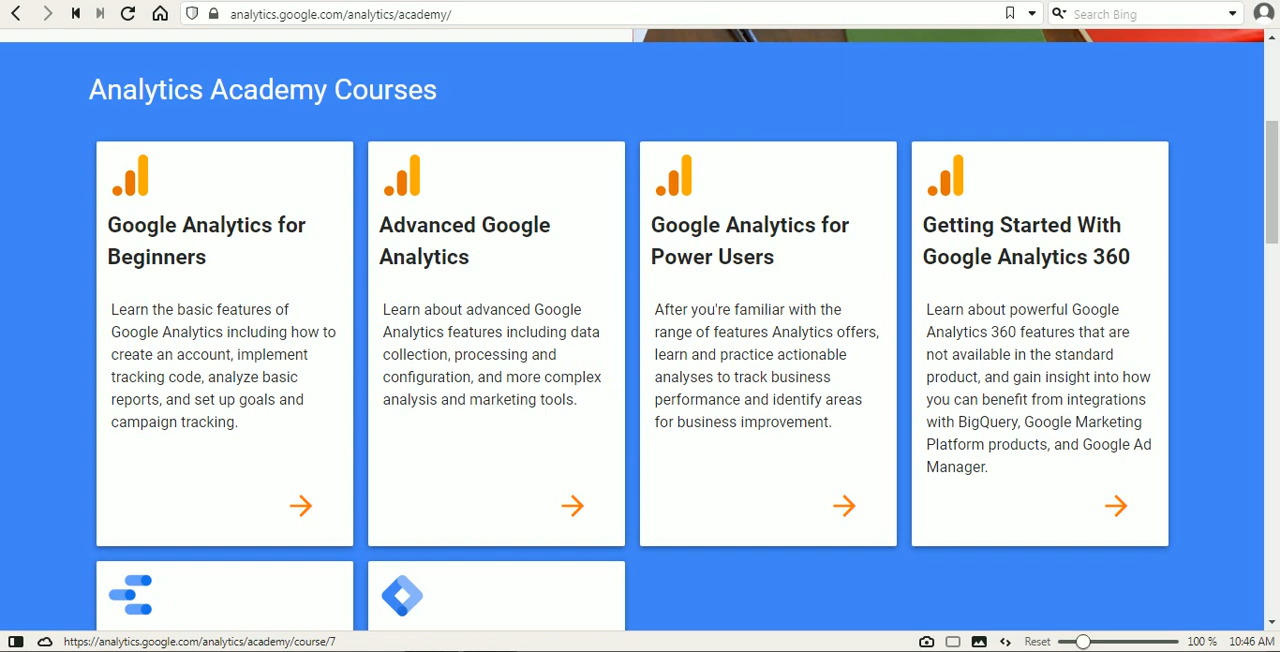 analytics.google.com/analytics/academy/
Search Bing
Analytics Academy Courses
Google Analytics for
Beginners
Learn the basic features of
Google Analytics including how to
create an account, implement
tracking code, analyze basic
reports, and set up goals and
campaign tracking.
Advanced Google
Analytics
Learn about advanced Google
Analytics features including data
collection, processing and
configuration, and more complex
analysis and marketing tools.
Google Analytics for
Power Users
After you're familiar with the
range of features Analytics offers,
learn and practice actionable
analyses to track business
performance and identify areas
for business improvement.
Getting Started With
Google Analytics 360
Learn about powerful Google
Analytics 360 features that are
not available in the standard
product, and gain insight into how
you can benefit from integrations
with BigQuery, Google Marketing
Platform products, and Google Ad
Manager.
https://analytics.google.com/analytics/academy/course/7
Reset
100 %
10:46 AM